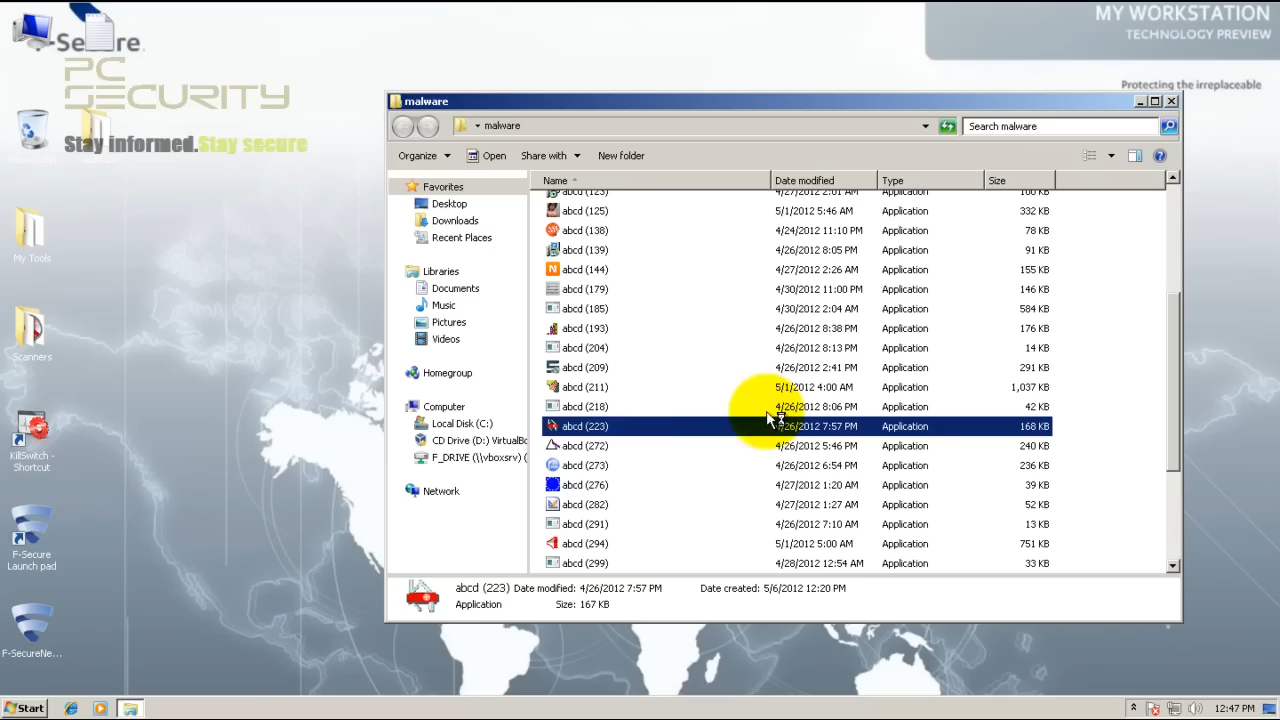 MY WORKSTATION
TECHNOLOGY PREVIEW
Protecting the irreplaceable
PC
SECURITY
Stay informed.Stay secure
My Tools
Scanners
KillSwitch -
Shortcut
F-Secure
Launch pad
F-SecureNe...
malware
malware
Search malware
Organize
Open
Share with
New folder
Name Date modified Type Size
abcd (123) 4/27/2012 2:01 AM Application 100 KB
abcd (125) 5/1/2012 5:46 AM Application 332 KB
abcd (138) 4/24/2012 11:10 PM Application 78 KB
abcd (139) 4/26/2012 8:05 PM Application 91 KB
abcd (144) 4/27/2012 2:26 AM Application 155 KB
abcd (179) 4/30/2012 11:00 PM Application 146 KB
abcd (185) 4/30/2012 2:04 AM Application 584 KB
abcd (193) 4/26/2012 8:38 PM Application 176 KB
abcd (204) 4/26/2012 8:13 PM Application 14 KB
abcd (209) 4/26/2012 2:41 PM Application 291 KB
abcd (211) 5/1/2012 4:00 AM Application 1,037 KB
abcd (218) 4/26/2012 8:06 PM Application 42 KB
abcd (223) /26/2012 7:57 PM Application 168 KB
abcd (272) 4/26/2012 5:46 PM Application 240 KB
abcd (273) 4/26/2012 6:54 PM Application 236 KB
abcd (276) 4/27/2012 1:20 AM Application 39 KB
abcd (282) 4/27/2012 1:27 AM Application 52 KB
abcd (291) 4/26/2012 7:10 AM Application 13 KB
abcd (294) 5/1/2012 5:00 AM Application 751 KB
abcd (299) 4/28/2012 12:54 AM Application 33 KB
Favorites
Desktop
Downloads
Recent Places
Libraries
Documents
Music
Pictures
Videos
Homegroup
Computer
Local Disk (C:)
CD Drive (D:) VirtualBo
F_DRIVE (\\vboxsrv) (
Network
abcd (223) Date modified: 4/26/2012 7:57 PM Date created: 5/6/2012 12:20 PM
Application Size: 167 KB
Start
12:47 PM